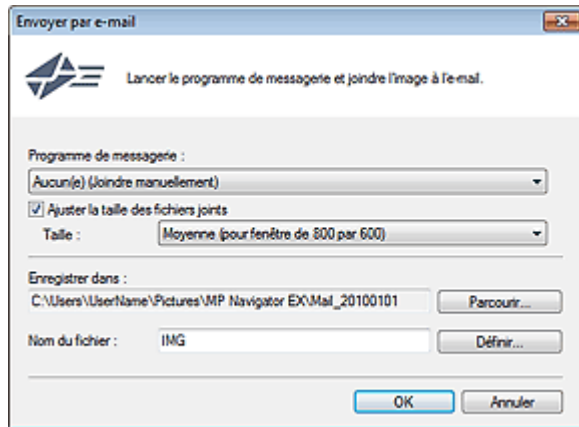 Envoyer par e-mail
Lancer le programme de messagerie et joindre l'image à l'e-mail.
Programme de messagerie :
Aucun(e) (Joindre manuellement)
Ajuster la taille des fichiers joints
Taille : Moyenne (pour fenêtre de 800 par 600)
Enregistrer dans :
C:\Users\UserName\Pictures\MP Navigator EX\Mail_20100101 Parcourir...
Nom du fichier : IMG Définir...
OK Annuler